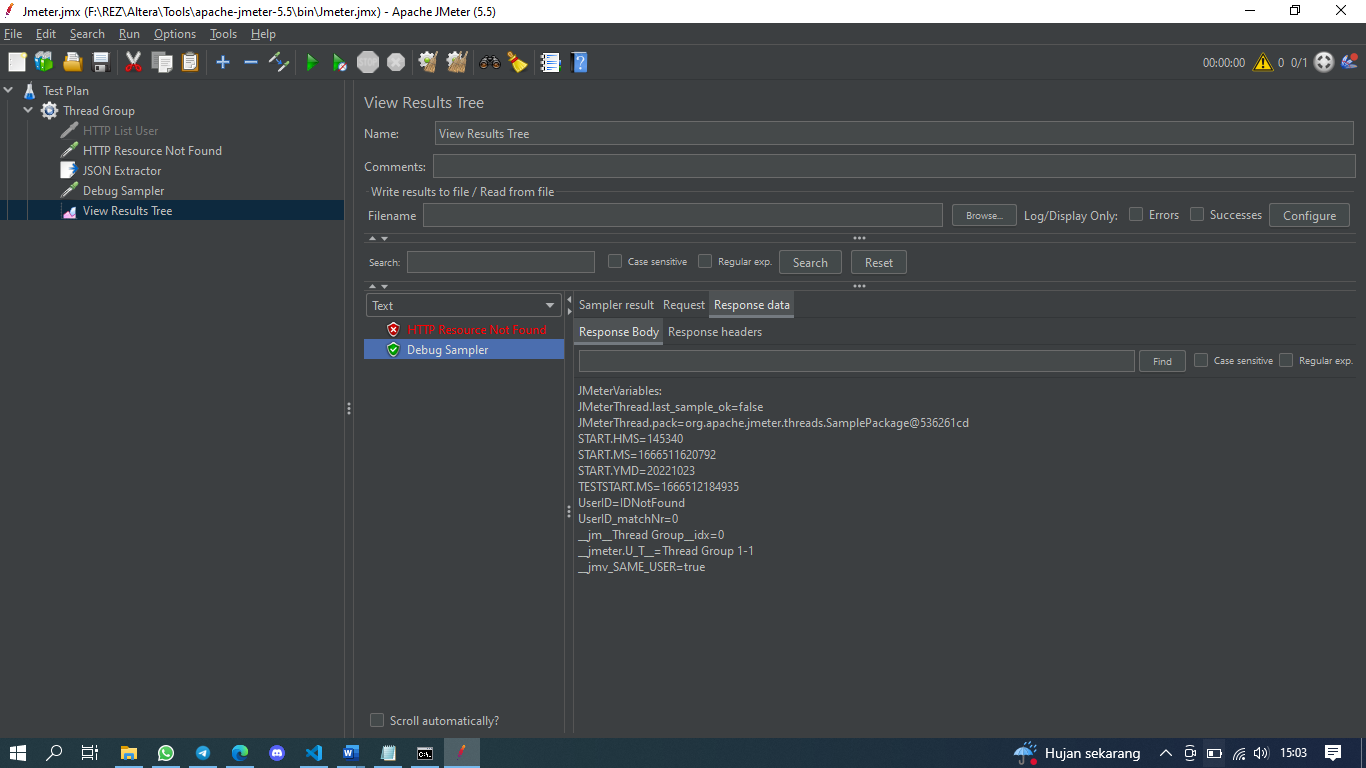 Jmeter.jmx (F:\REZ\Altera\Tools\apache-jmeter-5.5\bin\Jmeter.jmx) - Apache JMeter (5.5)
File Edit Search Run Options Tools Help
STOP
00:00:00 0 0/1
Test Plan
Thread Group
HTTP List User
HTTP Resource Not Found
JSON Extractor
Debug Sampler
View Results Tree
View Results Tree
Name: View Results Tree
Comments:
Write results to file / Read from file
Filename Browse... Log/Display Only: Errors Successes Configure
Search: Case sensitive Regular exp. Search Reset
Text
HTTP Resource Not Found
Debug Sampler
Scroll automatically?
Sampler result Request Response data
Response Body Response headers
Find Case sensitive Regular exp.
JMeterVariables:
JMeterThread.last_sample_ok=false
JMeterThread.pack=org.apache.jmeter.threads.SamplePackage@536261cd
START.HMS=145340
START.MS=1666511620792
START.YMD=20221023
TESTSTART.MS=1666512184935
UserID=IDNotFound
UserID_matchNr=0
__jm__Thread Group__idx=0
__jmeter.U_T__=Thread Group 1-1
__jmv_SAME_USER=true
Hujan sekarang 15:03